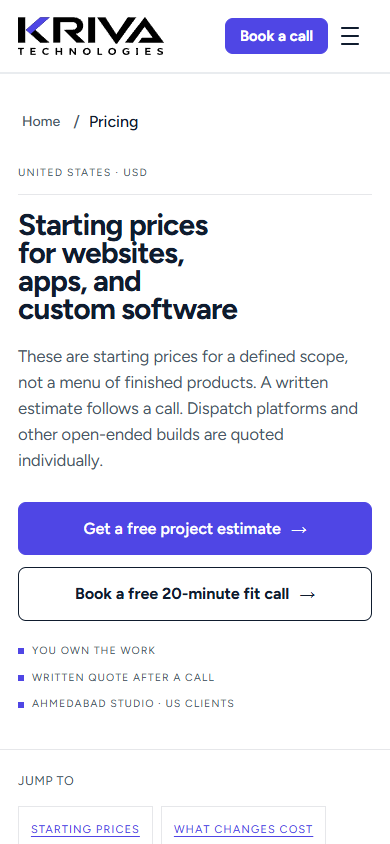 KRIVA
TECHNOLOGIES
Book a call
Home / Pricing
UNITED STATES · USD
Starting prices
for websites,
apps, and
custom software
These are starting prices for a defined scope,
not a menu of finished products. A written
estimate follows a call. Dispatch platforms and
other open-ended builds are quoted
individually.
Get a free project estimate →
Book a free 20-minute fit call →
YOU OWN THE WORK
WRITTEN QUOTE AFTER A CALL
AHMEDABAD STUDIO · US CLIENTS
JUMP TO
STARTING PRICES
WHAT CHANGES COST